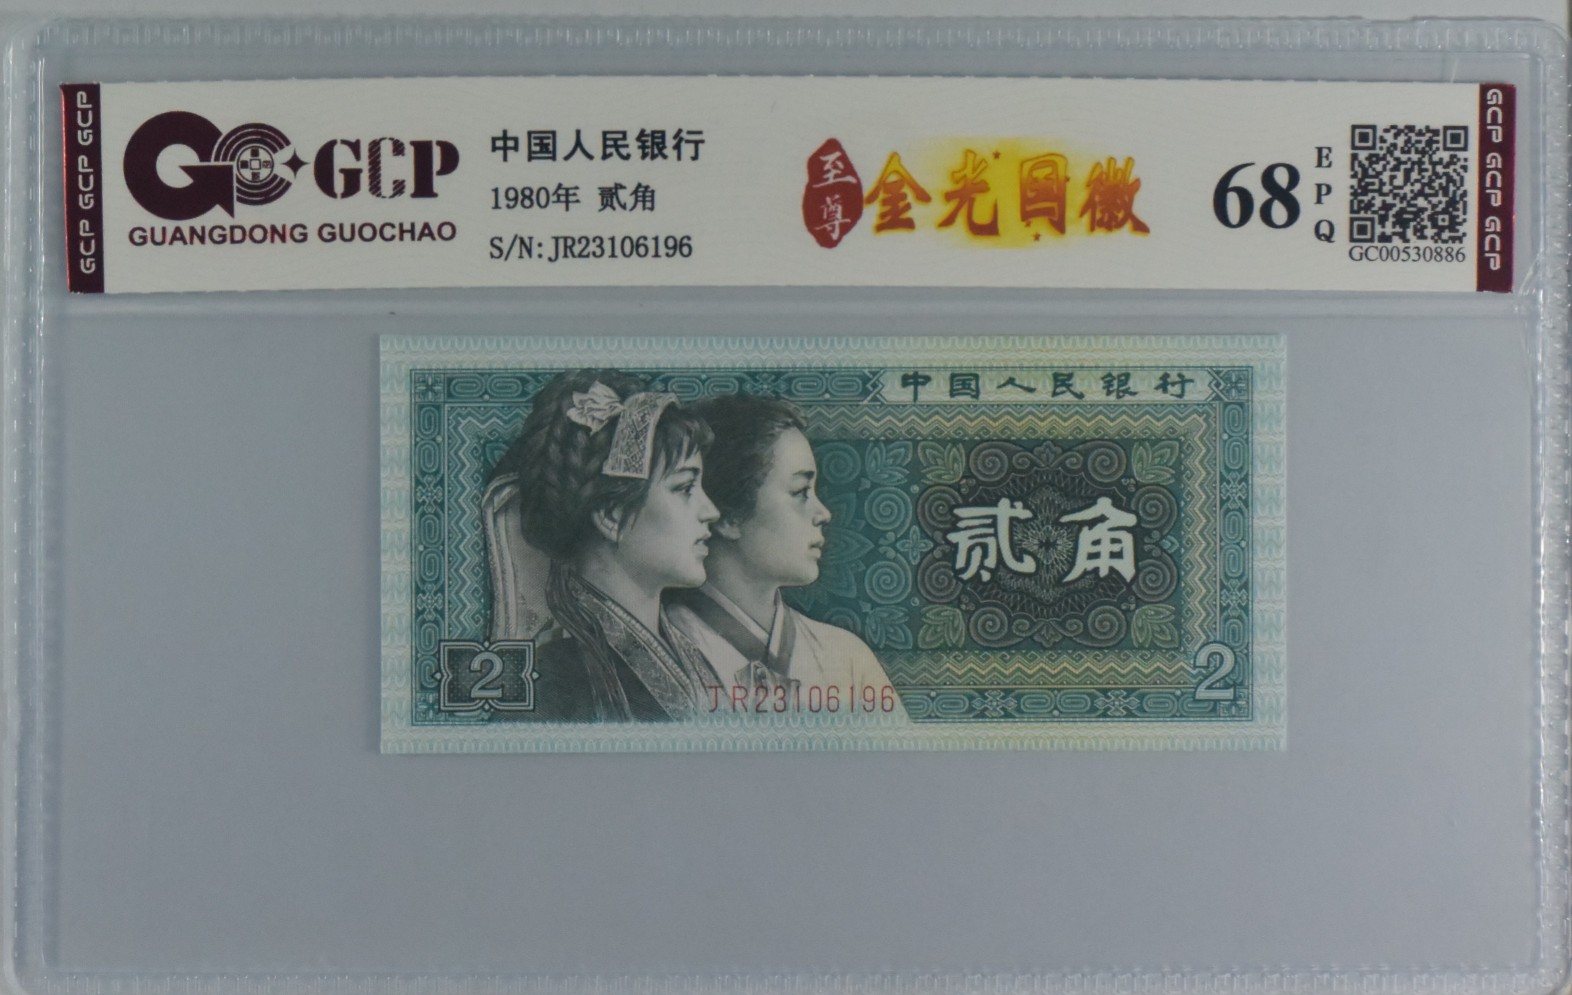 GCP GCP GCP
GCP
GUANGDONG GUOCHAO
中国人民银行
1980年 贰角
S/N:JR23106196
至尊
金光国徽
68
EPQ
GC00530886
GCP GCP GCP
中国人民银行
贰角
2
JR23106196
2